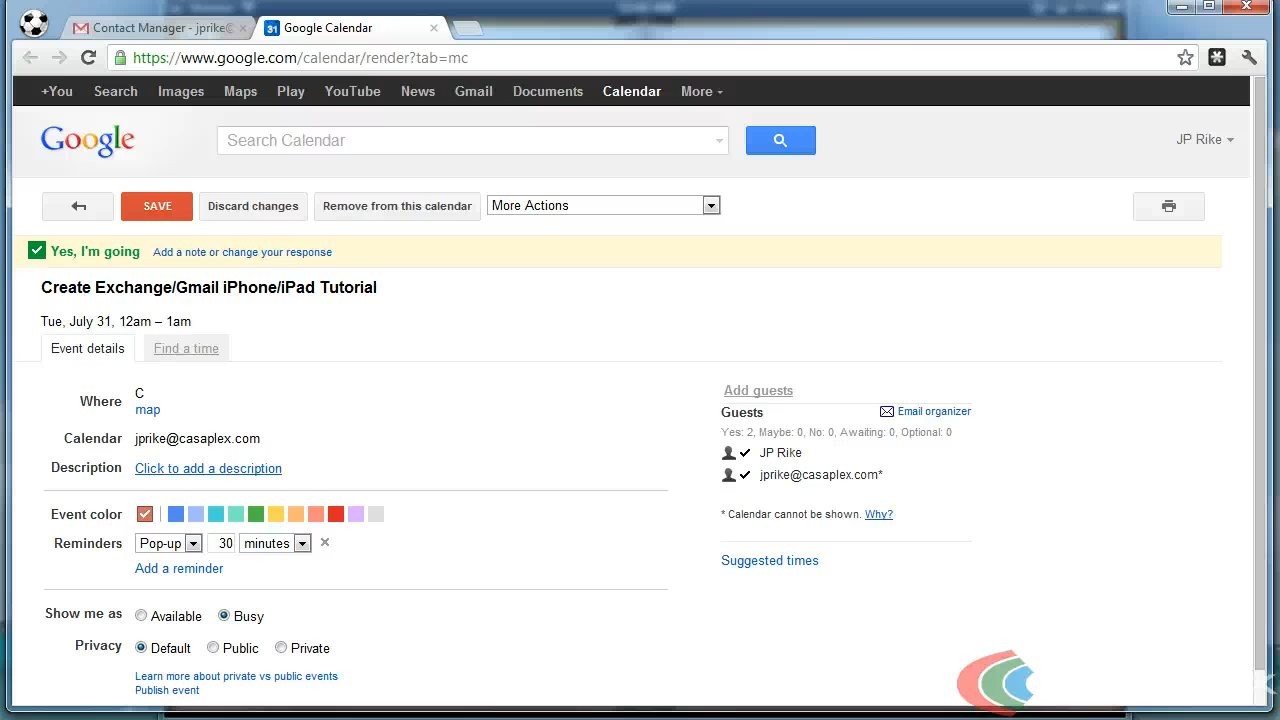 Contact Manager - jprike@
31 Google Calendar
https://www.google.com/calendar/render?tab=mc
+You Search Images Maps Play YouTube News Gmail Documents Calendar More
Google Search Calendar JP Rike
SAVE Discard changes Remove from this calendar More Actions
Yes, I'm going Add a note or change your response
Create Exchange/Gmail iPhone/iPad Tutorial
Tue, July 31, 12am – 1am
Event details Find a time
Where C
map
Calendar jprike@casaplex.com
Description Click to add a description
Event color
Reminders Pop-up 30 minutes
Add a reminder
Show me as Available Busy
Privacy Default Public Private
Learn more about private vs public events
Publish event
Add guests
Guests Email organizer
Yes: 2, Maybe: 0, No: 0, Awaiting: 0, Optional: 0
JP Rike
jprike@casaplex.com*
* Calendar cannot be shown. Why?
Suggested times